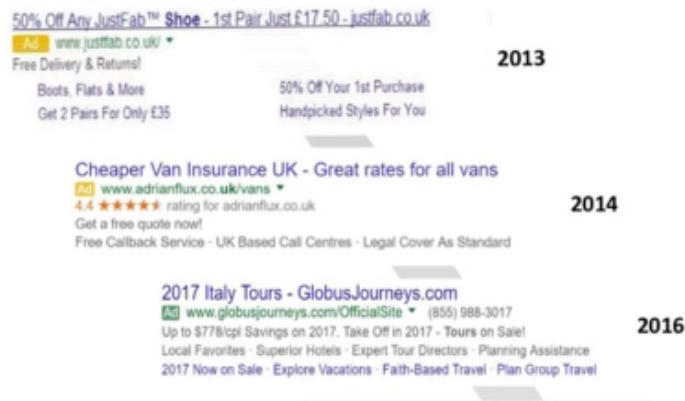 50% Off Any JustFab™ Shoe - 1st Pair Just £17.50 - justfab.co.uk
Ad www.justfab.co.uk/
Free Delivery & Returns!
Boots, Flats & More 50% Off Your 1st Purchase
Get 2 Pairs For Only £35 Handpicked Styles For You
2013
Cheaper Van Insurance UK - Great rates for all vans
Ad www.adrianflux.co.uk/vans
4.4 ★★★★★ rating for adrianflux.co.uk
Get a free quote now!
Free Callback Service · UK Based Call Centres · Legal Cover As Standard
2014
2017 Italy Tours - GlobusJourneys.com
Ad www.globusjourneys.com/OfficialSite (855) 988-3017
Up to $778/cpl Savings on 2017. Take Off in 2017 - Tours on Sale!
Local Favorites · Superior Hotels · Expert Tour Directors · Planning Assistance
2017 Now on Sale · Explore Vacations · Faith-Based Travel · Plan Group Travel
2016